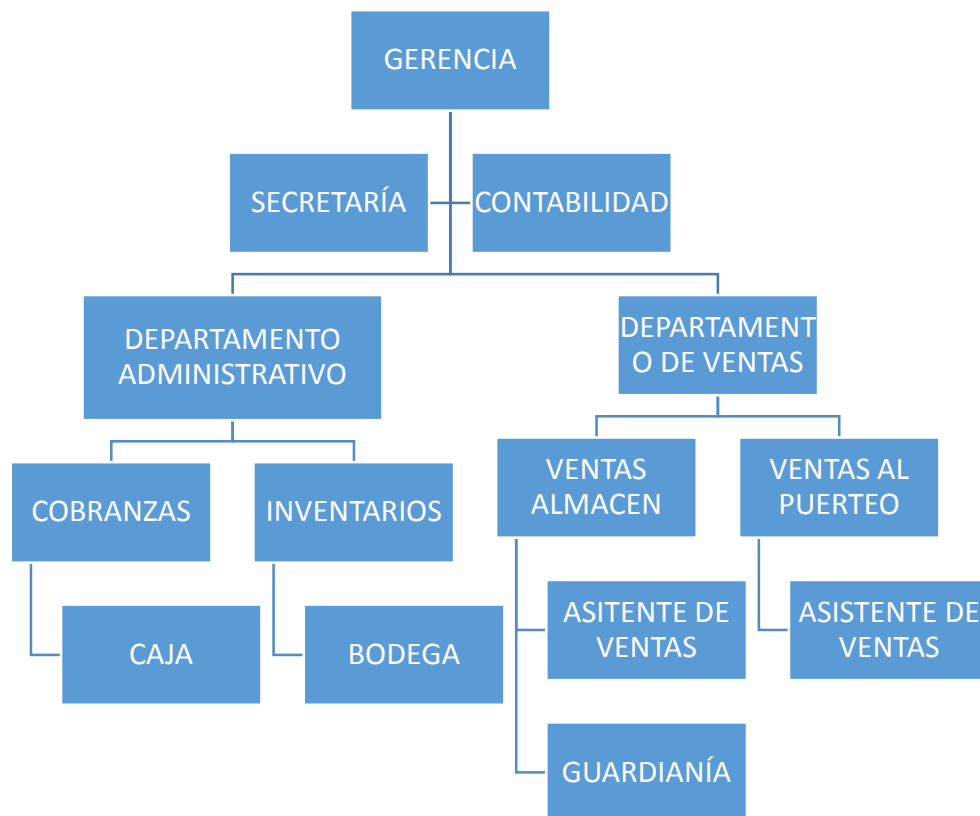 GERENCIA
SECRETARÍA
CONTABILIDAD
DEPARTAMENTO
ADMINISTRATIVO
DEPARTAMENT
O DE VENTAS
COBRANZAS
INVENTARIOS
VENTAS
ALMACEN
VENTAS AL
PUERTEO
CAJA
BODEGA
ASITENTE DE
VENTAS
ASISTENTE DE
VENTAS
GUARDIANÍA